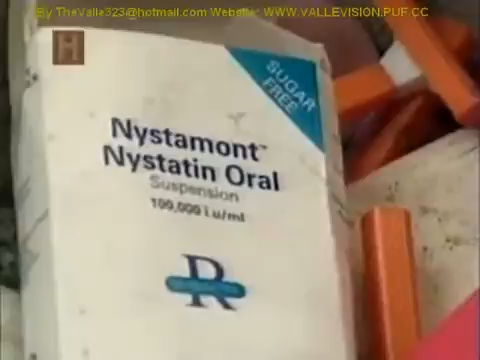 By TheValle323@hotmail.com Website: WWW.VALLEVISION.PUF.CC
H
SUGAR
FREE
Nystamont™
Nystatin Oral
Suspension
100,000 i.u/ml
R